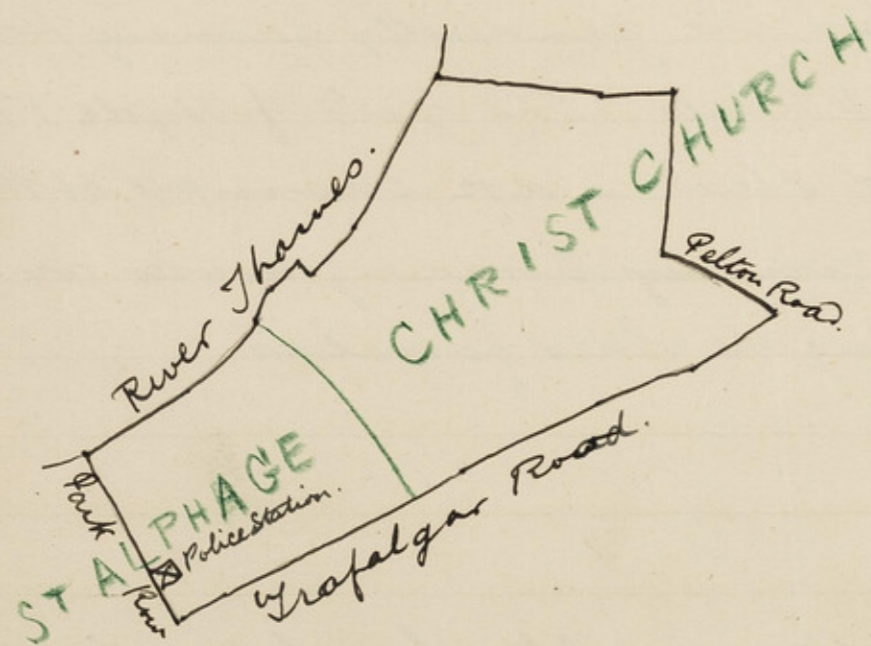 CHRIST CHURCH
River Thames.
Pelton Road.
ST ALPHAGE
Park Row
Police Station.
Trafalgar Road.